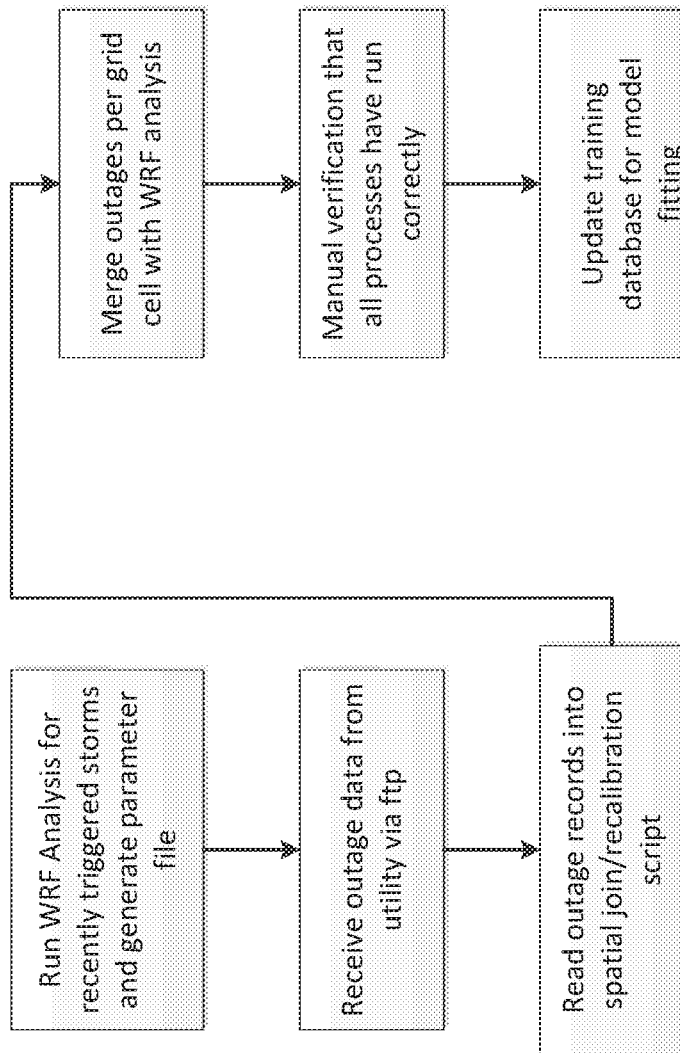 Run WRF Analysis for
recently triggered storms
and generate parameter
file
Receive outage data from
utility via ftp
Read outage records into
spatial join/recalibration
script
Merge outages per grid
cell with WRF analysis
Manual verification that
all processes have run
correctly
Update training
database for model
fitting